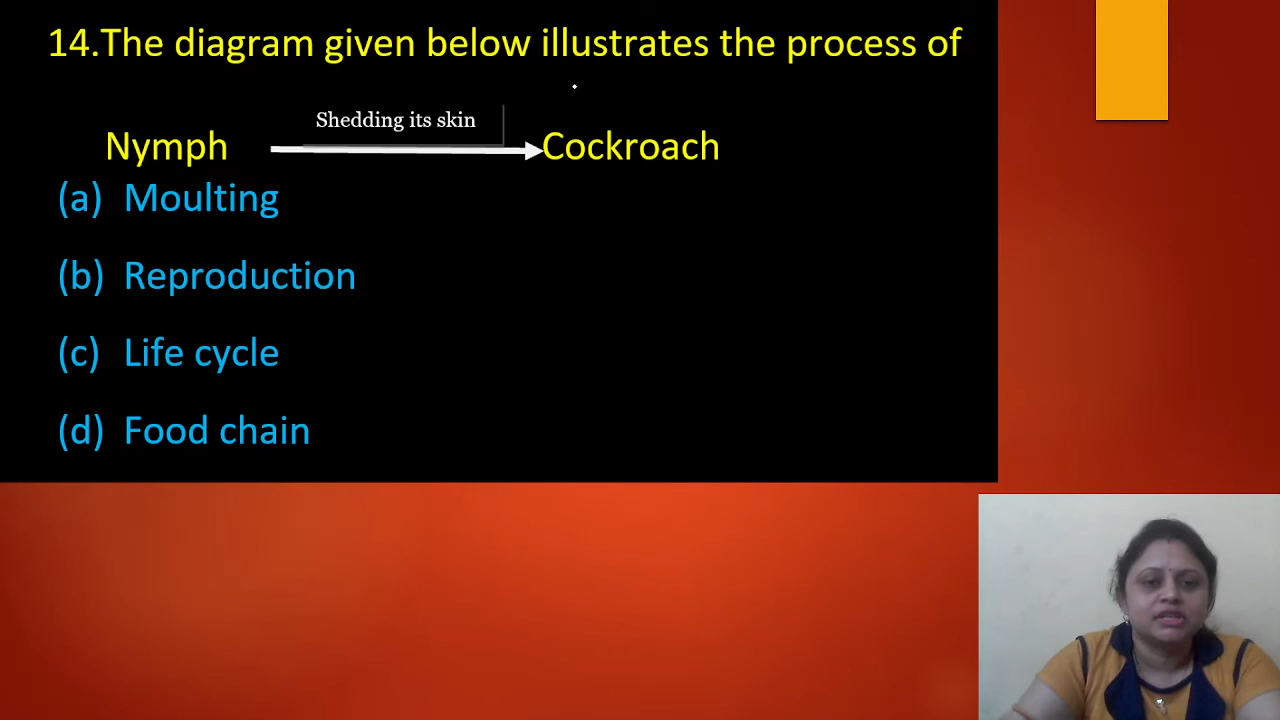 14.The diagram given below illustrates the process of
Shedding its skin
Nymph Cockroach
(a) Moulting
(b) Reproduction
(c) Life cycle
(d) Food chain